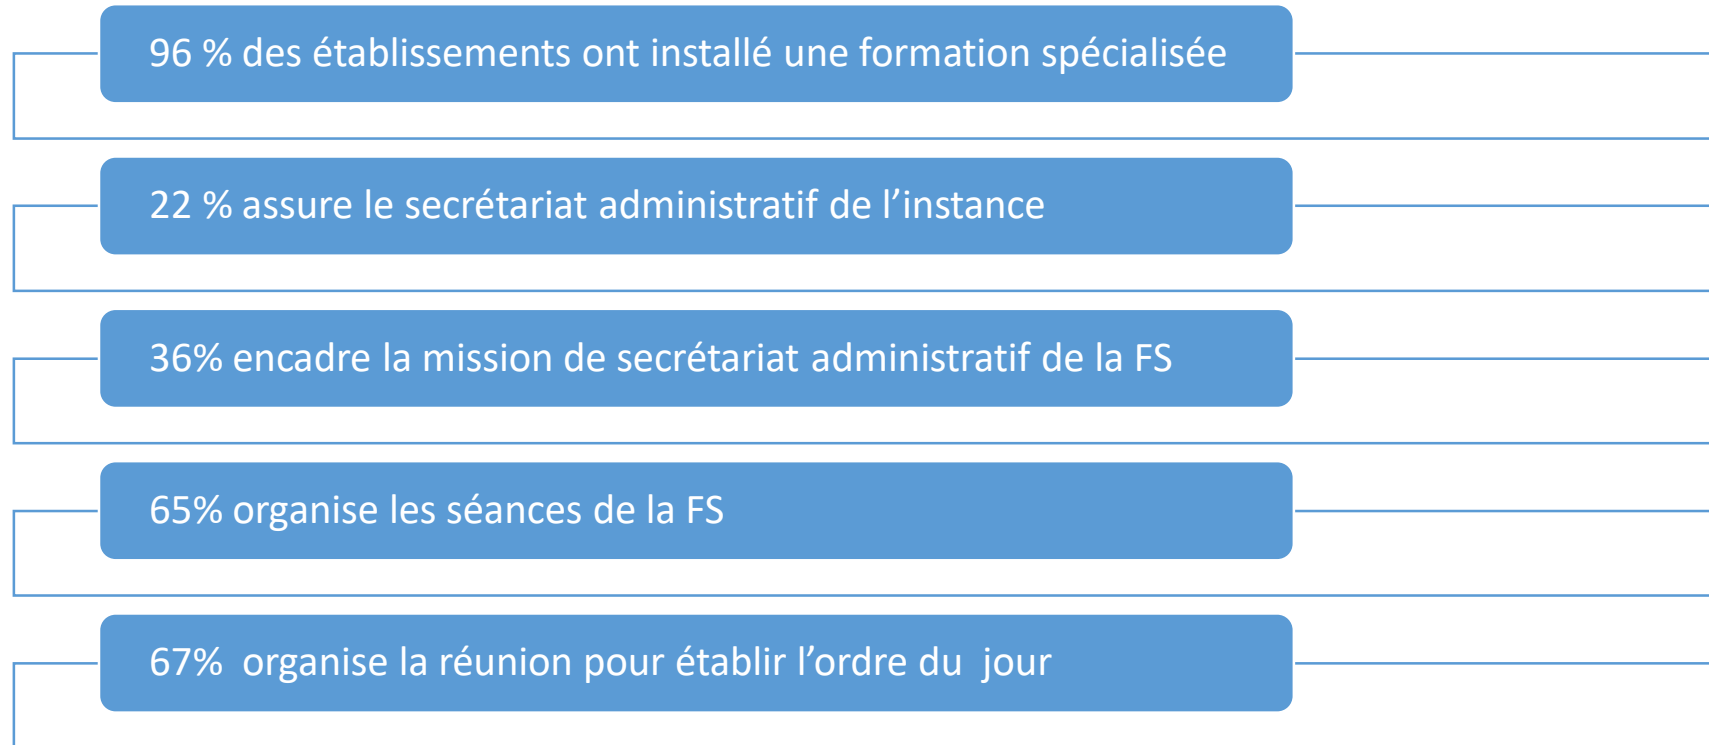 96 % des établissements ont installé une formation spécialisée
22 % assure le secrétariat administratif de l’instance
36% encadre la mission de secrétariat administratif de la FS
65% organise les séances de la FS
67%  organise la réunion pour établir l’ordre du  jour